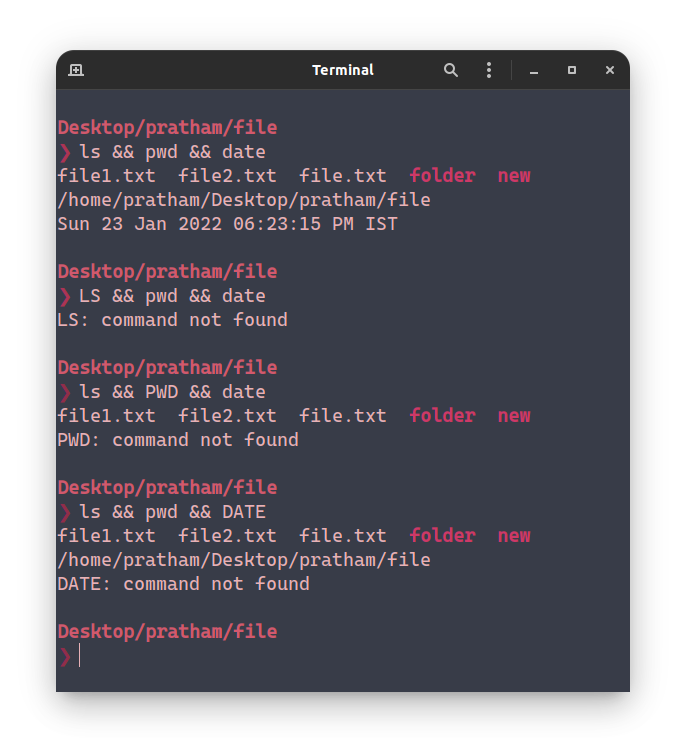 Terminal
Desktop/pratham/file
❯ ls && pwd && date
file1.txt  file2.txt  file.txt  folder  new
/home/pratham/Desktop/pratham/file
Sun 23 Jan 2022 06:23:15 PM IST
Desktop/pratham/file
❯ LS && pwd && date
LS: command not found
Desktop/pratham/file
❯ ls && PWD && date
file1.txt  file2.txt  file.txt  folder  new
PWD: command not found
Desktop/pratham/file
❯ ls && pwd && DATE
file1.txt  file2.txt  file.txt  folder  new
/home/pratham/Desktop/pratham/file
DATE: command not found
Desktop/pratham/file
❯